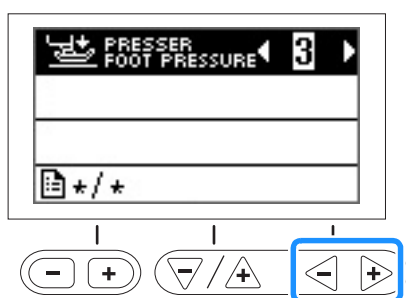 PRESSER
FOOT PRESSURE 3
*/*
- + - / + - +